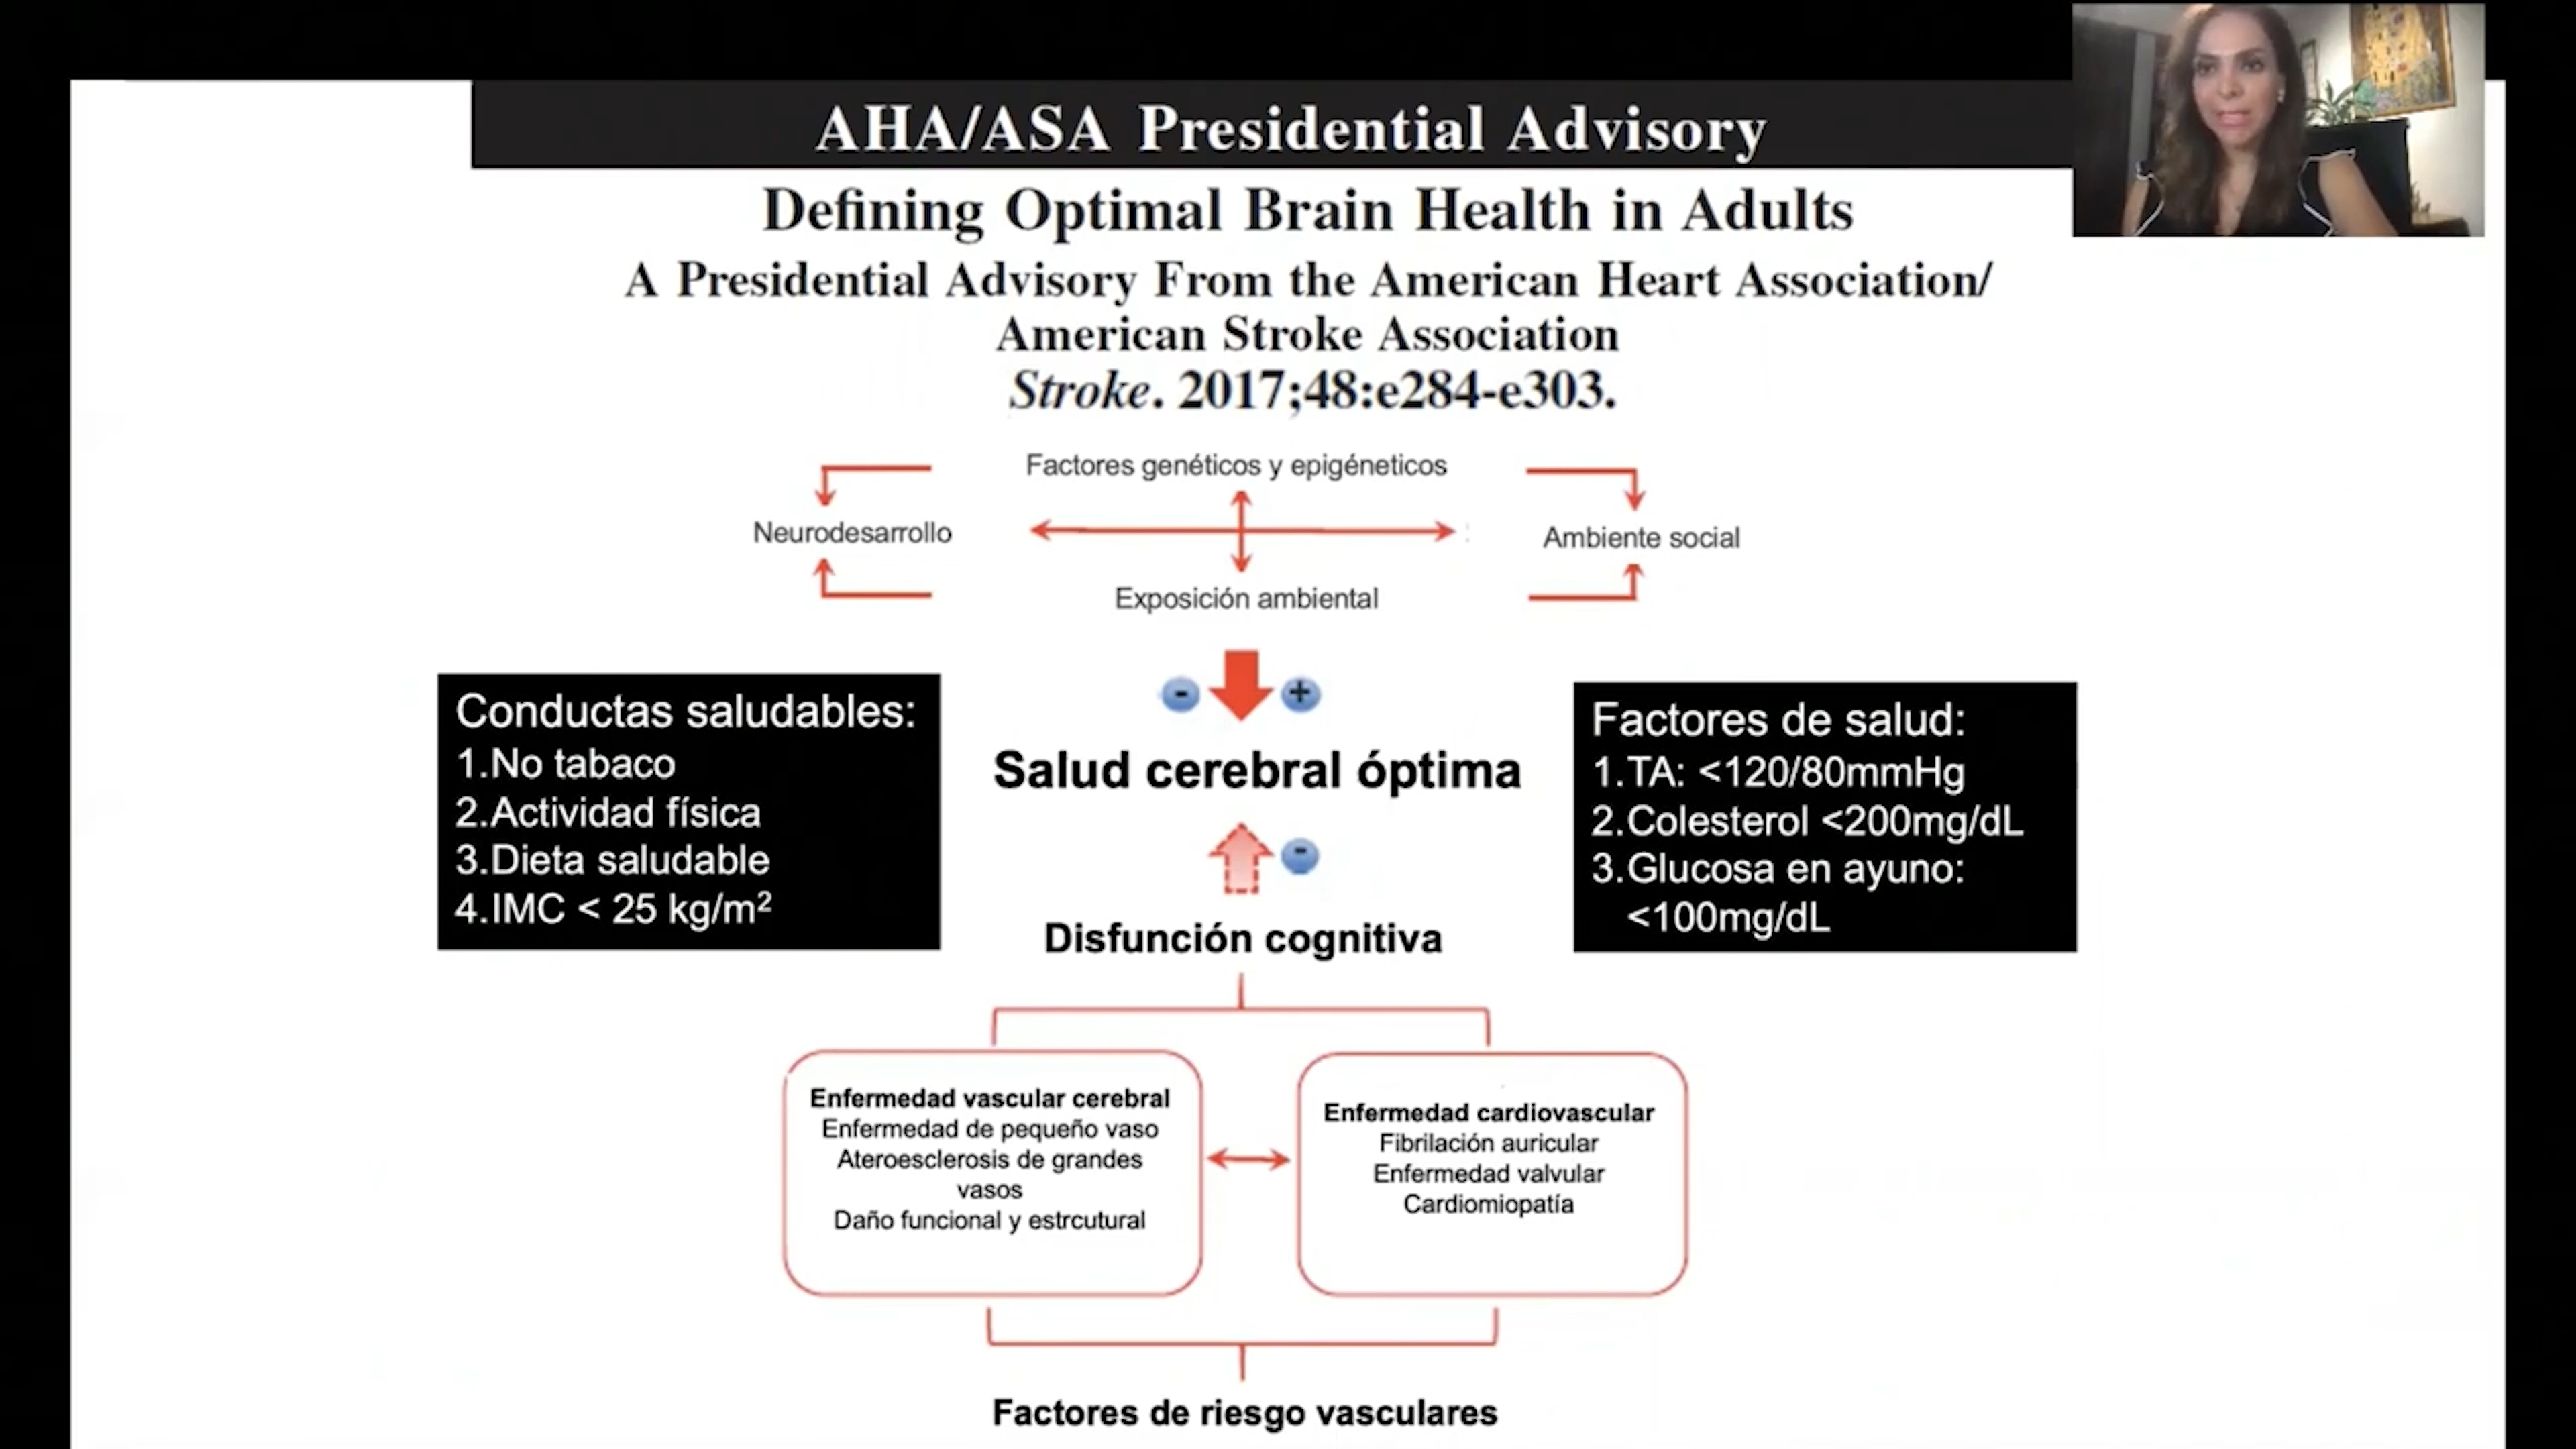 AHA/ASA Presidential Advisory
Defining Optimal Brain Health in Adults
A Presidential Advisory From the American Heart Association/
American Stroke Association
Stroke. 2017;48:e284-e303.
Factores genéticos y epigéneticos
Neurodesarrollo
Ambiente social
Exposición ambiental
- +
Conductas saludables:
1.No tabaco
2.Actividad física
3.Dieta saludable
4.IMC < 25 kg/m²
Salud cerebral óptima
Factores de salud:
1.TA: <120/80mmHg
2.Colesterol <200mg/dL
3.Glucosa en ayuno:
<100mg/dL
-
Disfunción cognitiva
Enfermedad vascular cerebral
Enfermedad de pequeño vaso
Ateroesclerosis de grandes
vasos
Daño funcional y estrcutural
Enfermedad cardiovascular
Fibrilación auricular
Enfermedad valvular
Cardiomiopatía
Factores de riesgo vasculares